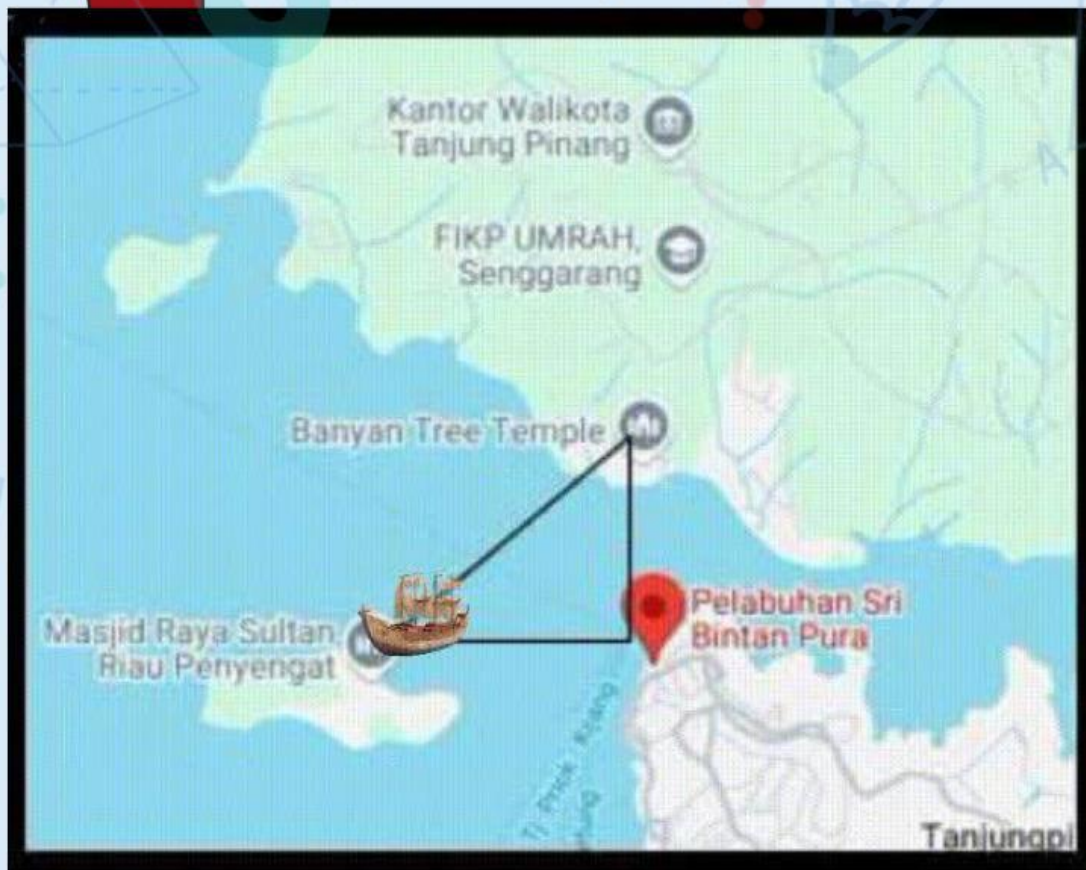 Kantor Walikota
Tanjung Pinang
FIKP UMRAH,
Senggarang
Banyan Tree Temple
Pelabuhan Sri
Bintan Pura
Masjid Raya Sultan
Riau Penyengat
Tanjungpi